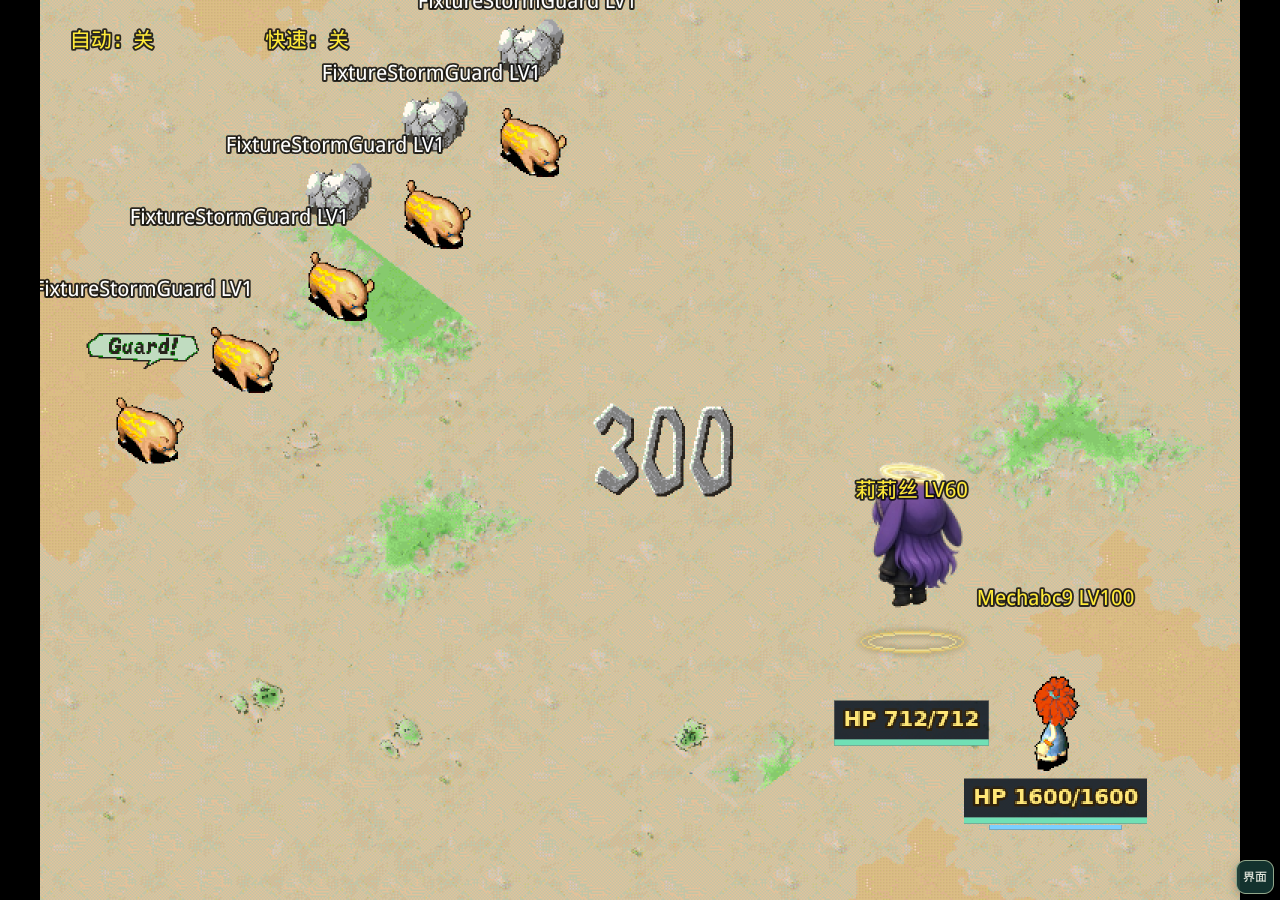 FixtureStormGuard LV1
自动：关
快速：关
FixtureStormGuard LV1
FixtureStormGuard LV1
FixtureStormGuard LV1
FixtureStormGuard LV1
Guard!
300
莉莉丝 LV60
Mechabc9 LV100
HP 712/712
HP 1600/1600
界面